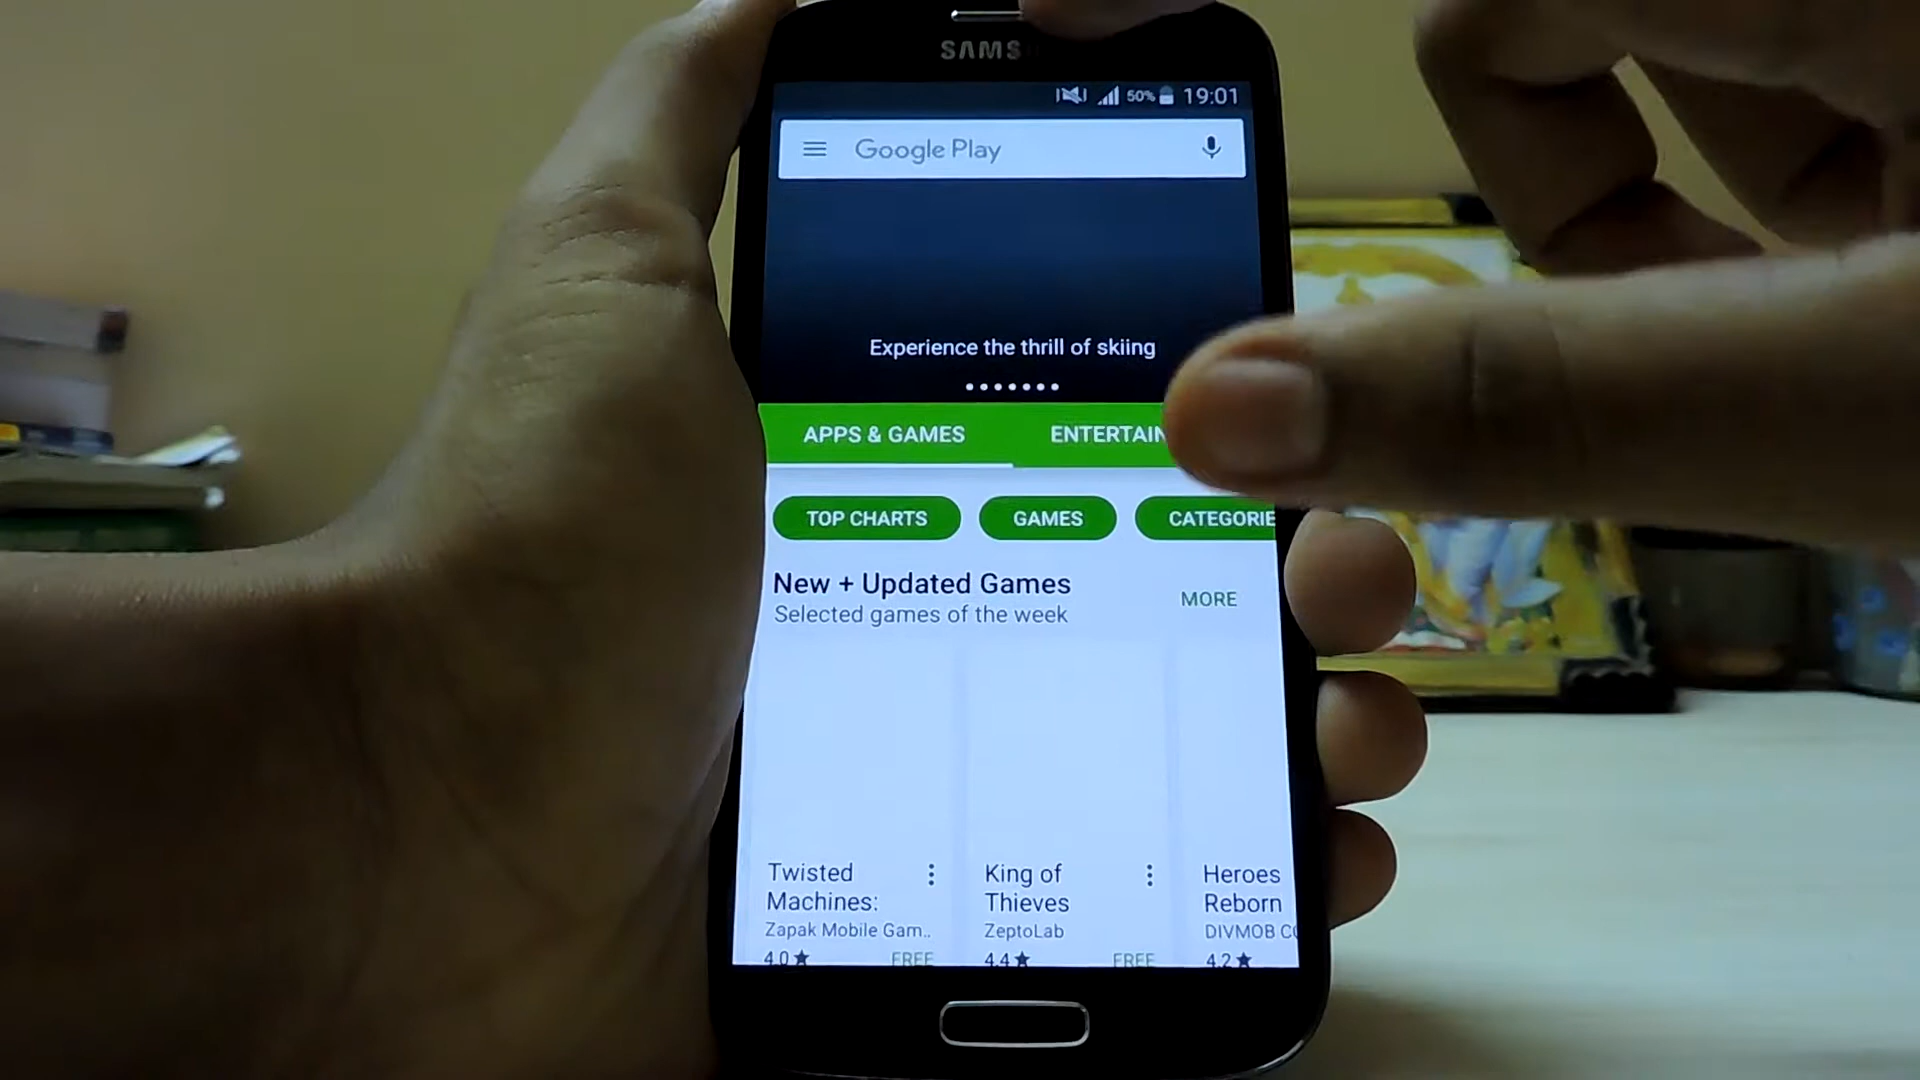 SAMS
50% 19:01
Google Play
Experience the thrill of skiing
APPS & GAMES ENTERTAIN
TOP CHARTS GAMES CATEGORIE
New + Updated Games
MORE
Selected games of the week
Twisted Machines:
Zapak Mobile Gam..
4.0★ FREE
King of Thieves
ZeptoLab
4.4★ FREE
Heroes Reborn
DIVMOB CO
4.2★